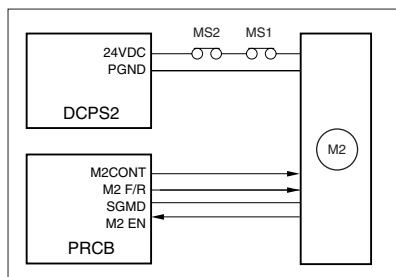 MS2 MS1
24VDC
PGND
DCPS2
M2
M2CONT
M2 F/R
SGMD
M2 EN
PRCB